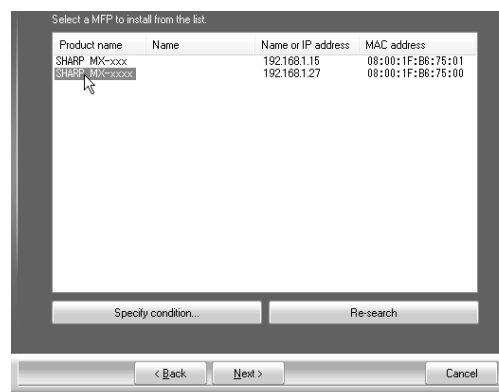 Select a MFP to install from the list.
Product name Name Name or IP address MAC address
SHARP MX-xxx 192.168.1.15 08:00:1F:B6:75:01
SHARP MX-xxxx 192.168.1.27 08:00:1F:B6:75:00
Specify condition... Re-search
< Back Next > Cancel